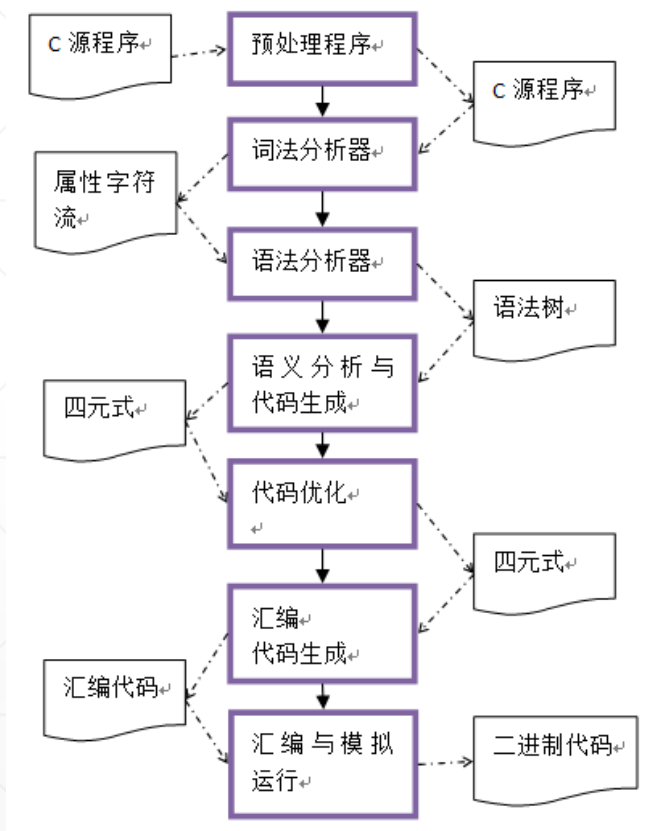 C 源程序↵
预处理程序↵
C 源程序↵
词法分析器↵
属性字符
流↵
语法分析器↵
语法树↵
语义分析与
代码生成↵
四元式↵
代码优化↵
↵
四元式↵
汇编↵
代码生成↵
汇编代码↵
汇编与模拟
运行↵
二进制代码↵